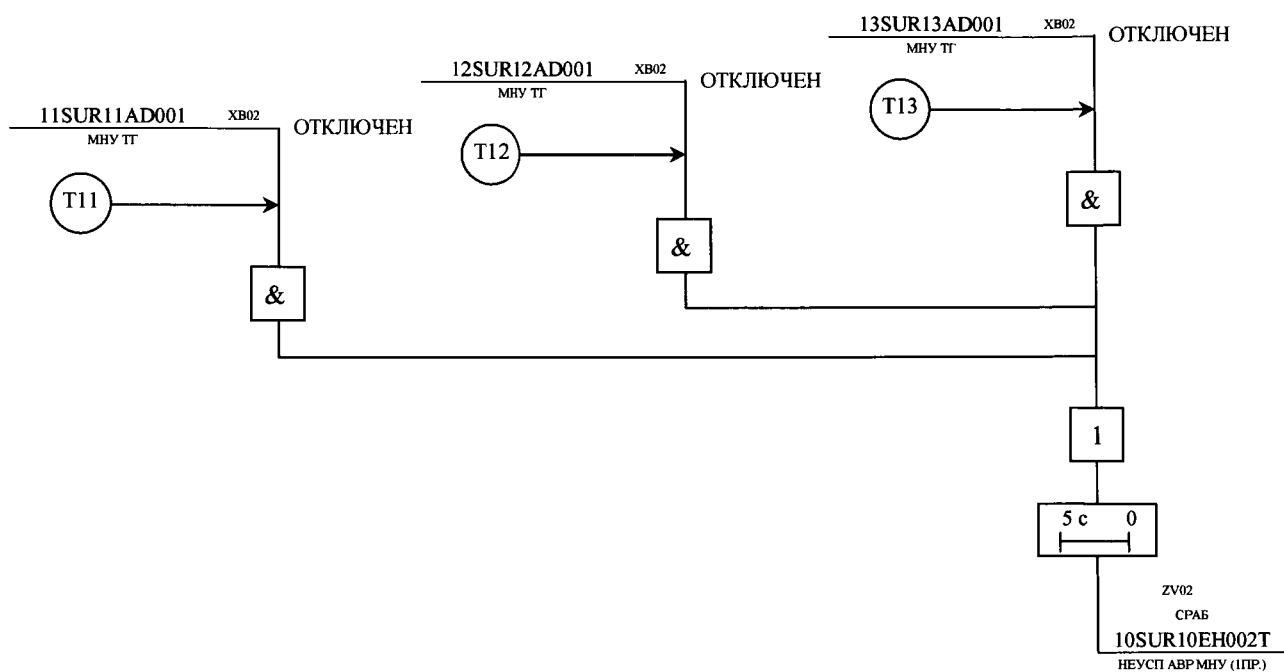 13SUR13AD001 XB02 ОТКЛЮЧЕН
МНУ ТГ
12SUR12AD001 XB02 ОТКЛЮЧЕН
МНУ ТГ
T13
11SUR11AD001 XB02 ОТКЛЮЧЕН
МНУ ТГ
T12
T11
&
&
&
1
5 с 0
ZV02
СРАБ
10SUR10EH002T
НЕУСП АВР МНУ (1ПР.)